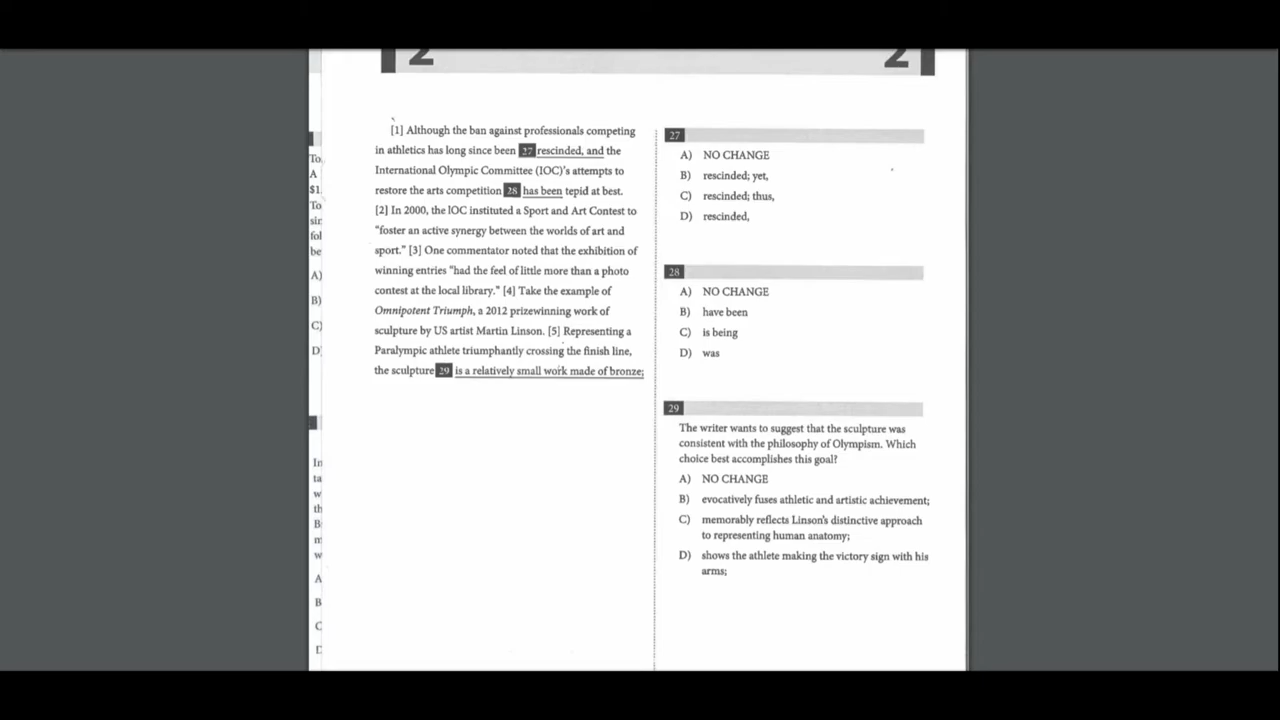 2 2
[1] Although the ban against professionals competing
in athletics has long since been 27 rescinded, and the
International Olympic Committee (IOC)'s attempts to
restore the arts competition 28 has been tepid at best.
[2] In 2000, the IOC instituted a Sport and Art Contest to
"foster an active synergy between the worlds of art and
sport." [3] One commentator noted that the exhibition of
winning entries "had the feel of little more than a photo
contest at the local library." [4] Take the example of
Omnipotent Triumph, a 2012 prizewinning work of
sculpture by US artist Martin Linson. [5] Representing a
Paralympic athlete triumphantly crossing the finish line,
the sculpture 29 is a relatively small work made of bronze;
27
A) NO CHANGE
B) rescinded; yet,
C) rescinded; thus,
D) rescinded,
28
A) NO CHANGE
B) have been
C) is being
D) was
29
The writer wants to suggest that the sculpture was
consistent with the philosophy of Olympism. Which
choice best accomplishes this goal?
A) NO CHANGE
B) evocatively fuses athletic and artistic achievement;
C) memorably reflects Linson's distinctive approach
to representing human anatomy;
D) shows the athlete making the victory sign with his
arms;
To
A
$1
To
sir
fol
be
A)
B)
C)
D
In
ta
w
th
B
m
w
A
B
C